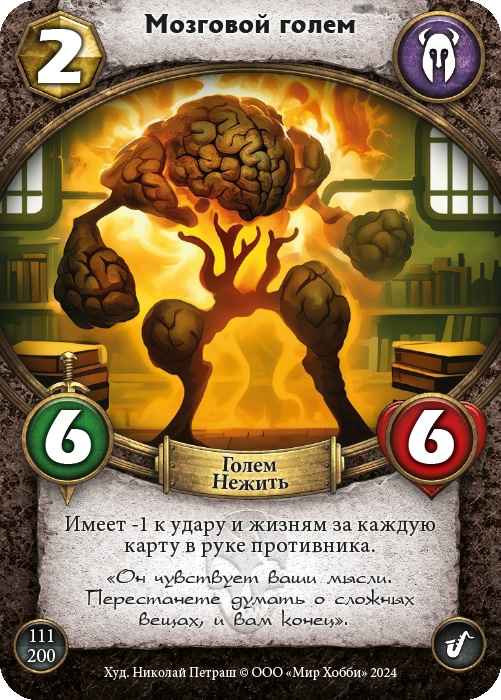 Мозговой голем
2
6
6
Голем
Нежить
Имеет -1 к удару и жизням за каждую
карту в руке противника.
«Он чувствует ваши мысли.
Перестанете думать о сложных
вещах, и вам конец».
111
200
Худ. Николай Петраш © ООО «Мир Хобби» 2024